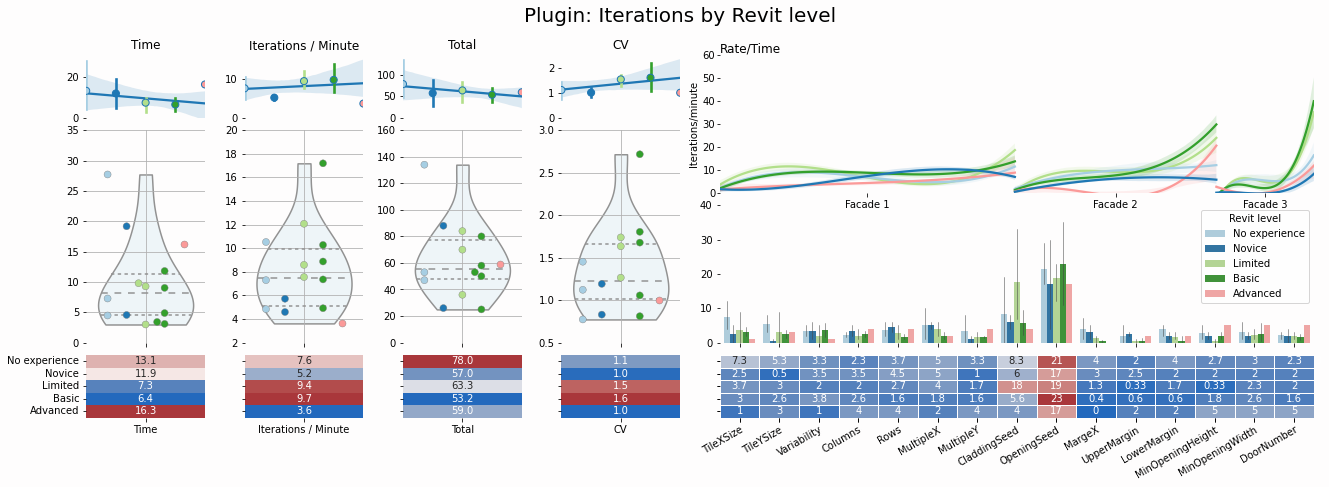 Plugin: Iterations by Revit level
Time
Iterations / Minute
Total
CV
Rate/Time
20
0
10
0
100
50
0
2
1
0
60
50
40
30
20
10
0
Iterations/minute
Facade 1
Facade 2
Facade 3
35
30
25
20
15
10
5
0
20
18
16
14
12
10
8
6
4
2
160
140
120
100
80
60
40
20
0
3.0
2.5
2.0
1.5
1.0
0.5
40
30
20
10
0
Revit level
No experience
Novice
Limited
Basic
Advanced
No experience 13.1 7.6 78.0 1.1 7.3 5.3 3.3 2.3 3.7 5 3.3 8.3 21 4 2 4 2.7 3 2.3
Novice 11.9 5.2 57.0 1.0 2.5 0.5 3.5 3.5 4.5 5 1 6 17 3 2.5 2 2 2 2
Limited 7.3 9.4 63.3 1.5 3.7 3 2 2 2.7 4 1.7 18 19 1.3 0.33 1.7 0.33 2.3 2
Basic 6.4 9.7 53.2 1.6 3 2.6 3.8 2.6 1.6 1.8 1.6 5.6 23 0.4 0.6 0.6 1.8 2.6 1.6
Advanced 16.3 3.6 59.0 1.0 1 3 1 4 4 2 4 4 17 0 2 2 5 5 5
Time
Iterations / Minute
Total
CV
TileXSize
TileYSize
Variability
Columns
Rows
MultipleX
MultipleY
CladdingSeed
OpeningSeed
MargeX
UpperMargin
LowerMargin
MinOpeningHeight
MinOpeningWidth
DoorNumber